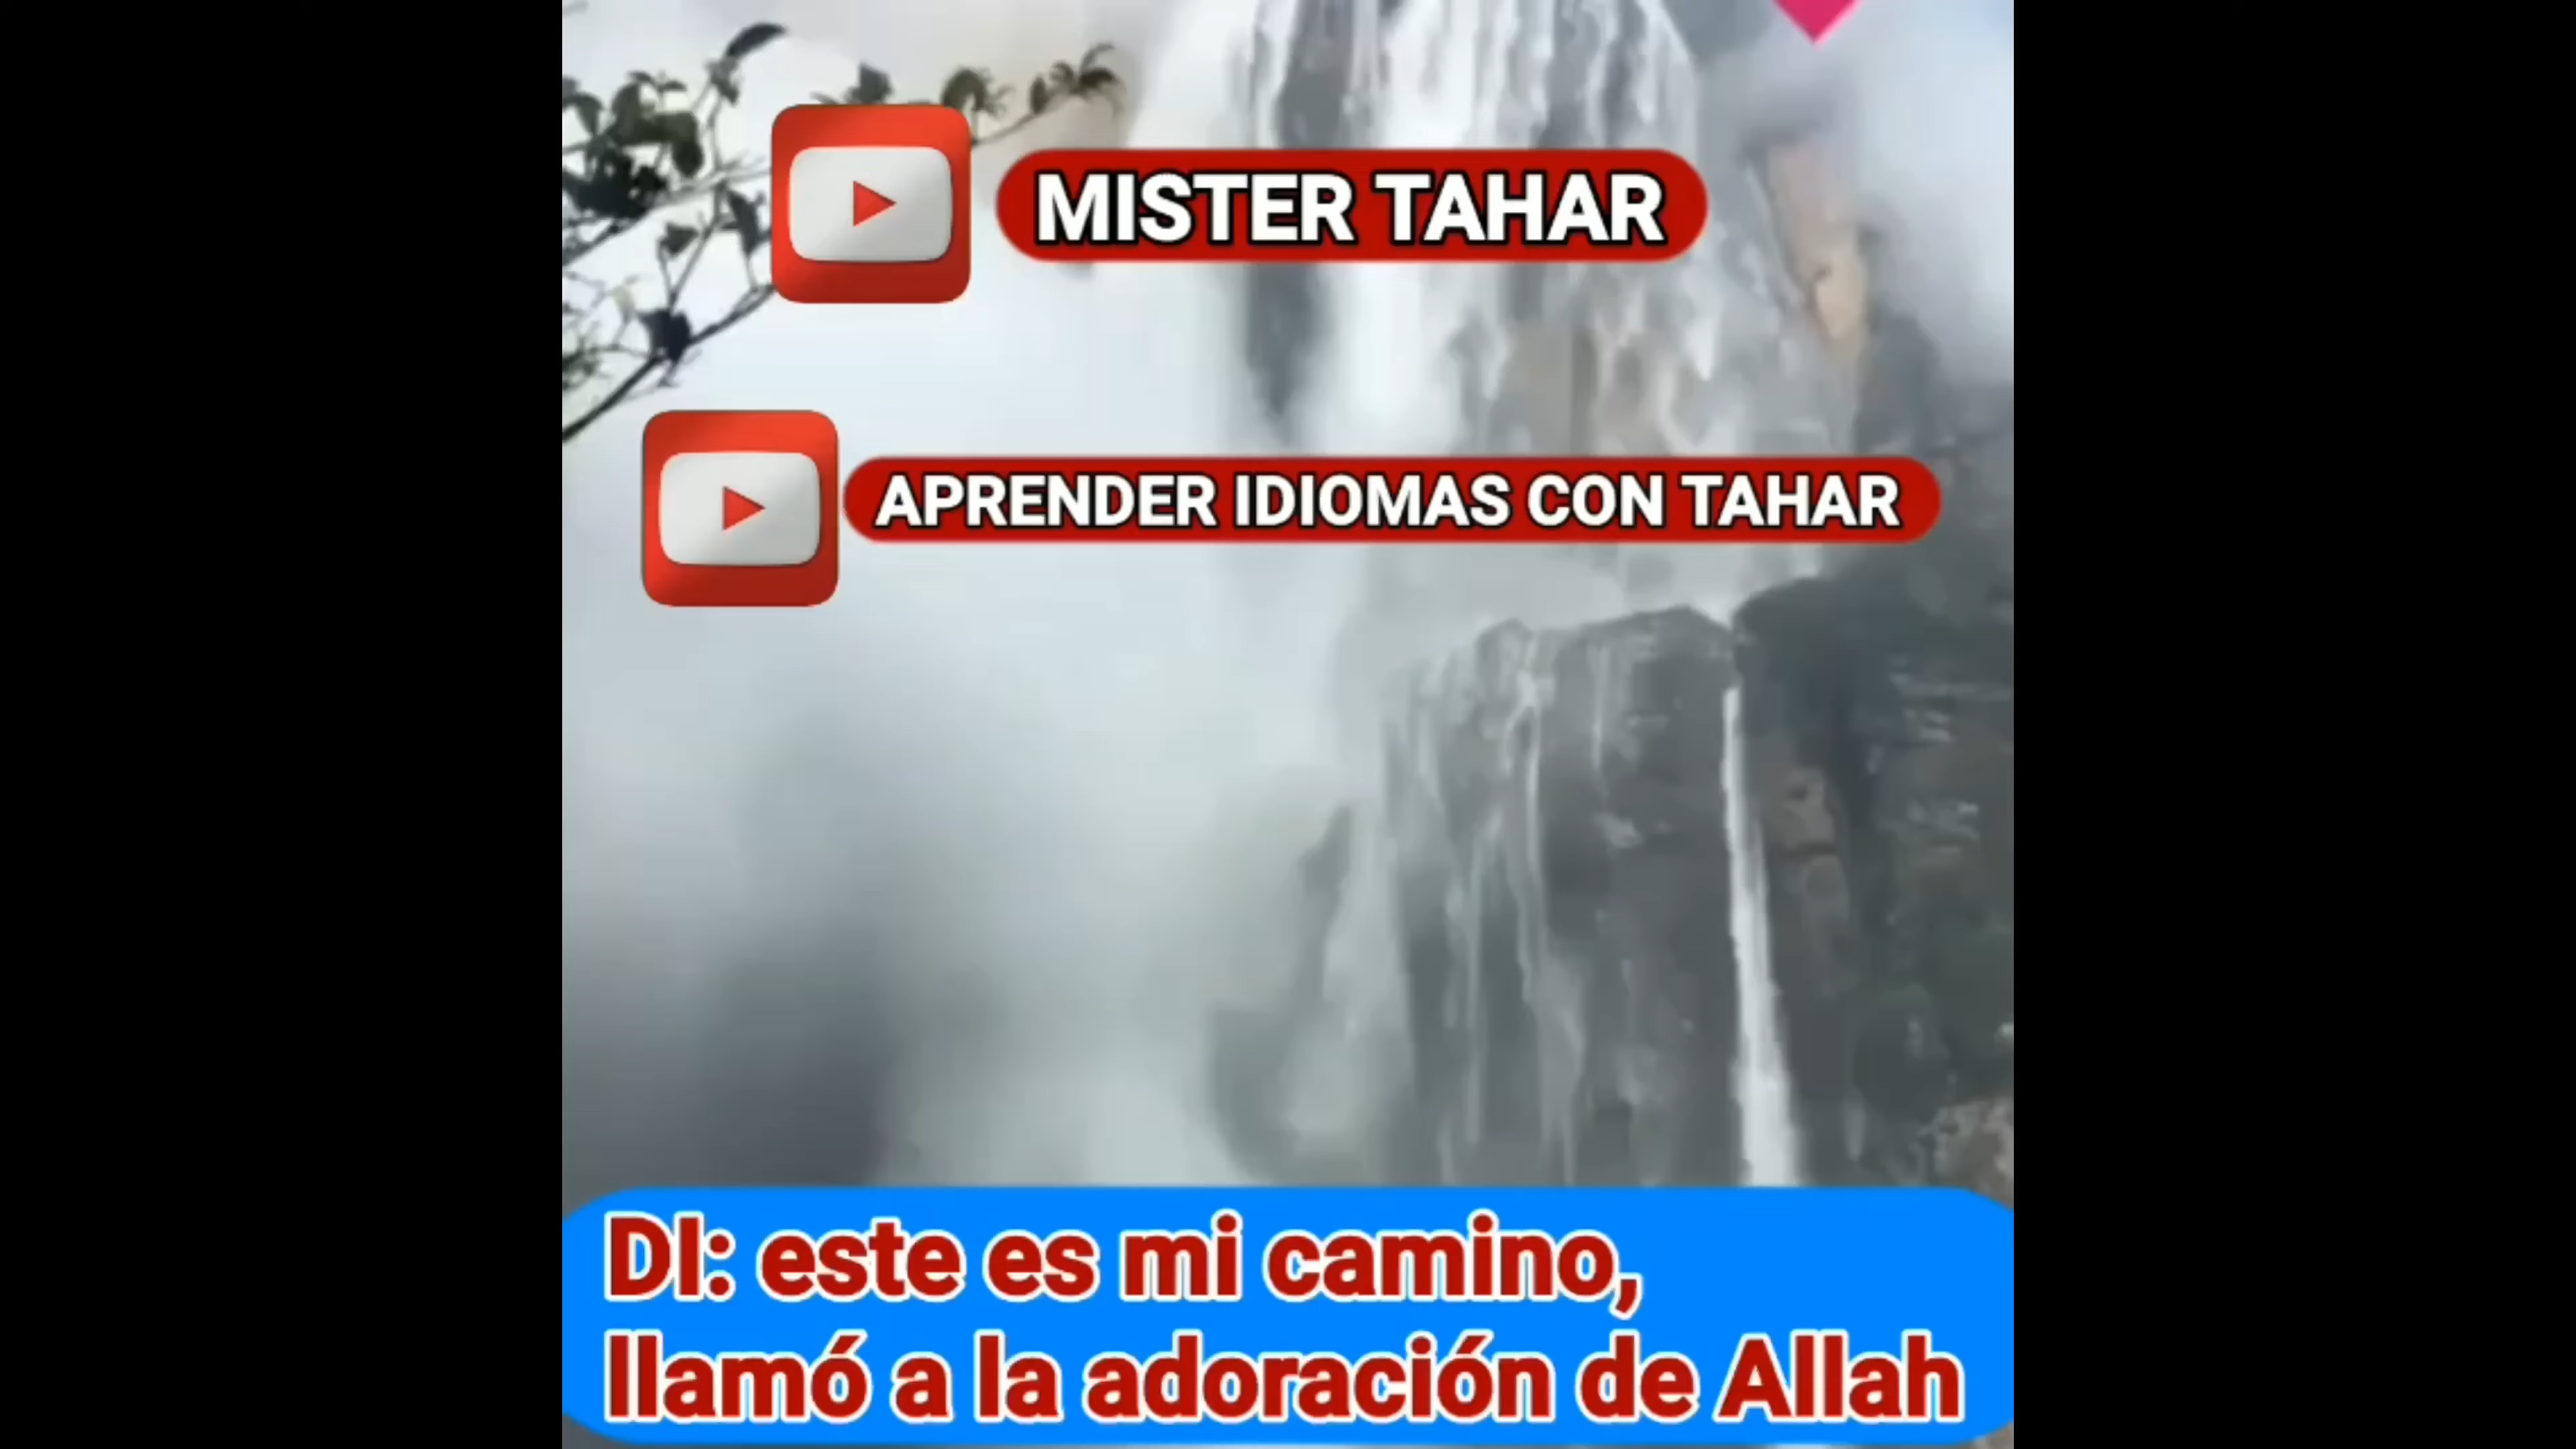 MISTER TAHAR
APRENDER IDIOMAS CON TAHAR
DI: este es mi camino,
llamó a la adoración de Allah